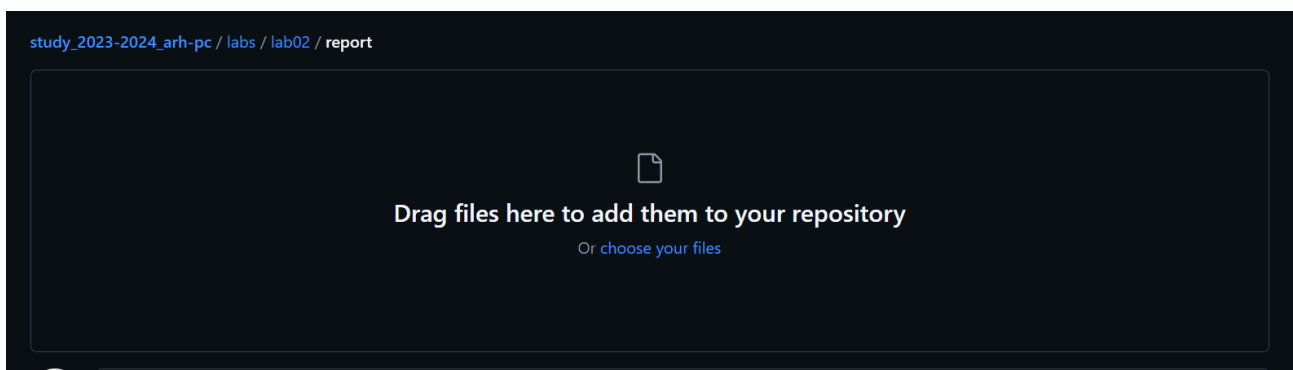 study_2023-2024_arh-pc / labs / lab02 / report
Drag files here to add them to your repository
Or choose your files